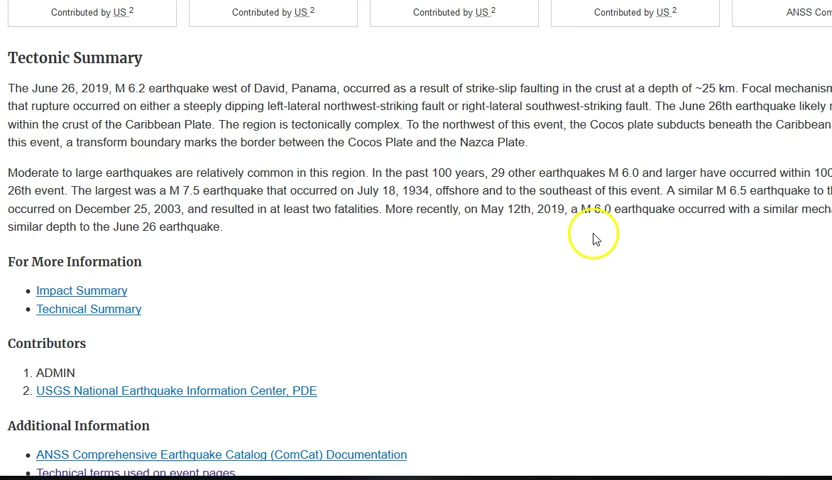 Contributed by US 2
Contributed by US 2
Contributed by US 2
Contributed by US 2
ANSS Com
Tectonic Summary
The June 26, 2019, M 6.2 earthquake west of David, Panama, occurred as a result of strike-slip faulting in the crust at a depth of ~25 km. Focal mechanism
that rupture occurred on either a steeply dipping left-lateral northwest-striking fault or right-lateral southwest-striking fault. The June 26th earthquake likely
within the crust of the Caribbean Plate. The region is tectonically complex. To the northwest of this event, the Cocos plate subducts beneath the Caribbean
this event, a transform boundary marks the border between the Cocos Plate and the Nazca Plate.
Moderate to large earthquakes are relatively common in this region. In the past 100 years, 29 other earthquakes M 6.0 and larger have occurred within 100
26th event. The largest was a M 7.5 earthquake that occurred on July 18, 1934, offshore and to the southeast of this event. A similar M 6.5 earthquake to th
occurred on December 25, 2003, and resulted in at least two fatalities. More recently, on May 12th, 2019, a M 6.0 earthquake occurred with a similar mecha
similar depth to the June 26 earthquake.
For More Information
• Impact Summary
• Technical Summary
Contributors
1. ADMIN
2. USGS National Earthquake Information Center, PDE
Additional Information
• ANSS Comprehensive Earthquake Catalog (ComCat) Documentation
• Technical terms used on event pages